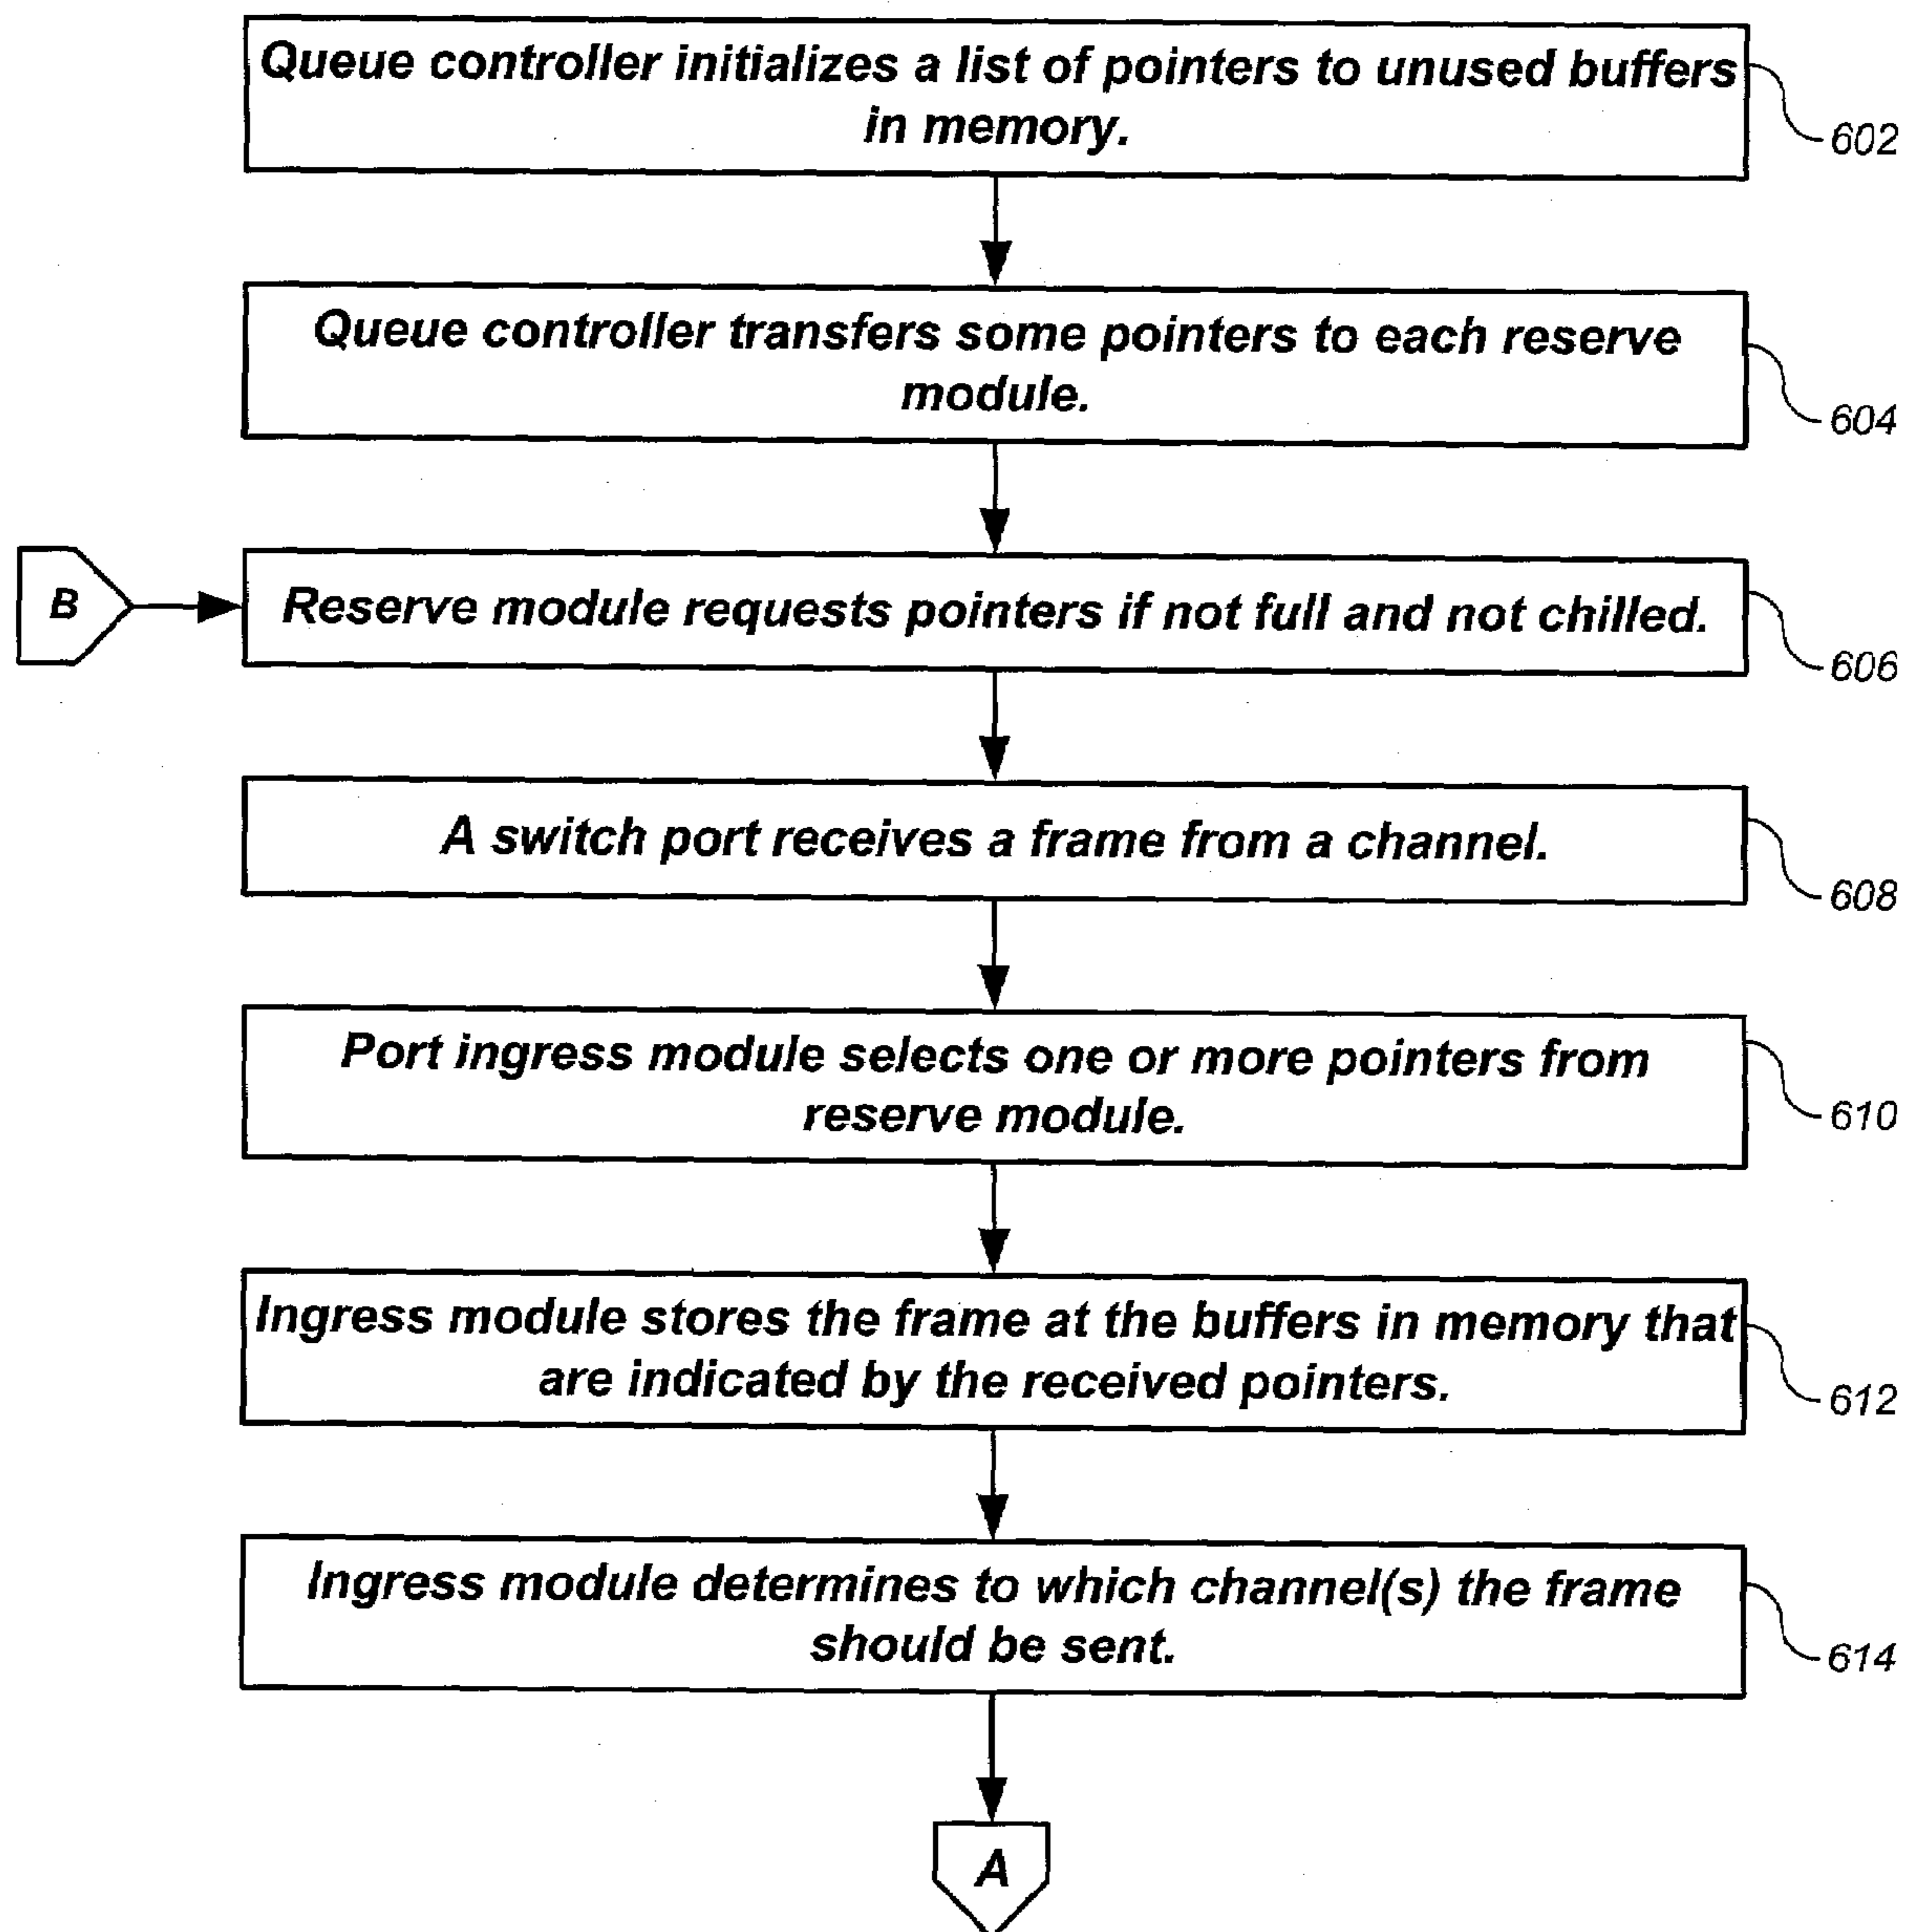 Queue controller initializes a list of pointers to unused buffers
in memory.
602
Queue controller transfers some pointers to each reserve
module.
604
B
Reserve module requests pointers if not full and not chilled.
606
A switch port receives a frame from a channel.
608
Port ingress module selects one or more pointers from
reserve module.
610
Ingress module stores the frame at the buffers in memory that
are indicated by the received pointers.
612
Ingress module determines to which channel(s) the frame
should be sent.
614
A